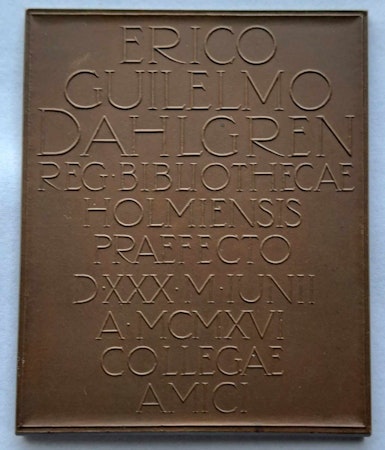 ERICO
GUILELMO
DAHLGREN
REG·BIBLIOTHECAE
HOLMIENSIS
PRAEFECTO
D·XXX·M·IUNII
A·MCMXVI
COLLEGAE
AMICI